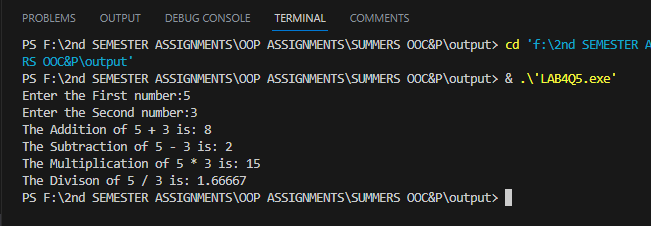 PROBLEMS OUTPUT DEBUG CONSOLE TERMINAL COMMENTS
PS F:\2nd SEMESTER ASSIGNMENTS\OOP ASSIGNMENTS\SUMMERS OOC&P\output> cd 'f:\2nd SEMESTER A
RS OOC&P\output'
PS F:\2nd SEMESTER ASSIGNMENTS\OOP ASSIGNMENTS\SUMMERS OOC&P\output> & .\'LAB4Q5.exe'
Enter the First number:5
Enter the Second number:3
The Addition of 5 + 3 is: 8
The Subtraction of 5 - 3 is: 2
The Multiplication of 5 * 3 is: 15
The Divison of 5 / 3 is: 1.66667
PS F:\2nd SEMESTER ASSIGNMENTS\OOP ASSIGNMENTS\SUMMERS OOC&P\output>